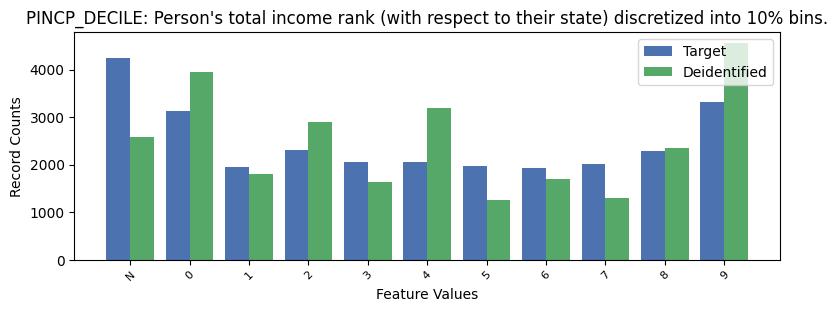 PINCP_DECILE: Person's total income rank (with respect to their state) discretized into 10% bins.
Target
Deidentified
4000
3000
2000
1000
0
Record Counts
N 0 1 2 3 4 5 6 7 8 9
Feature Values